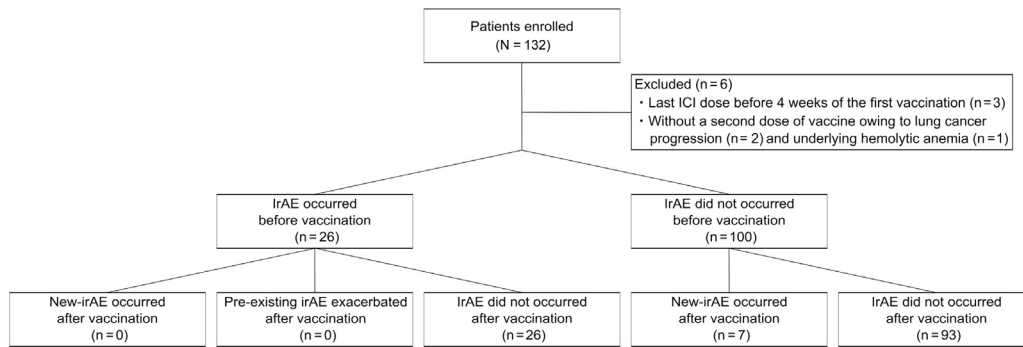 Patients enrolled
(N = 132)
Excluded (n = 6)
・Last ICI dose before 4 weeks of the first vaccination (n = 3)
・Without a second dose of vaccine owing to lung cancer
progression (n = 2) and underlying hemolytic anemia (n = 1)
IrAE occurred
before vaccination
(n = 26)
IrAE did not occurred
before vaccination
(n = 100)
New-irAE occurred
after vaccination
(n = 0)
Pre-existing irAE exacerbated
after vaccination
(n = 0)
IrAE did not occurred
after vaccination
(n = 26)
New-irAE occurred
after vaccination
(n = 7)
IrAE did not occurred
after vaccination
(n = 93)